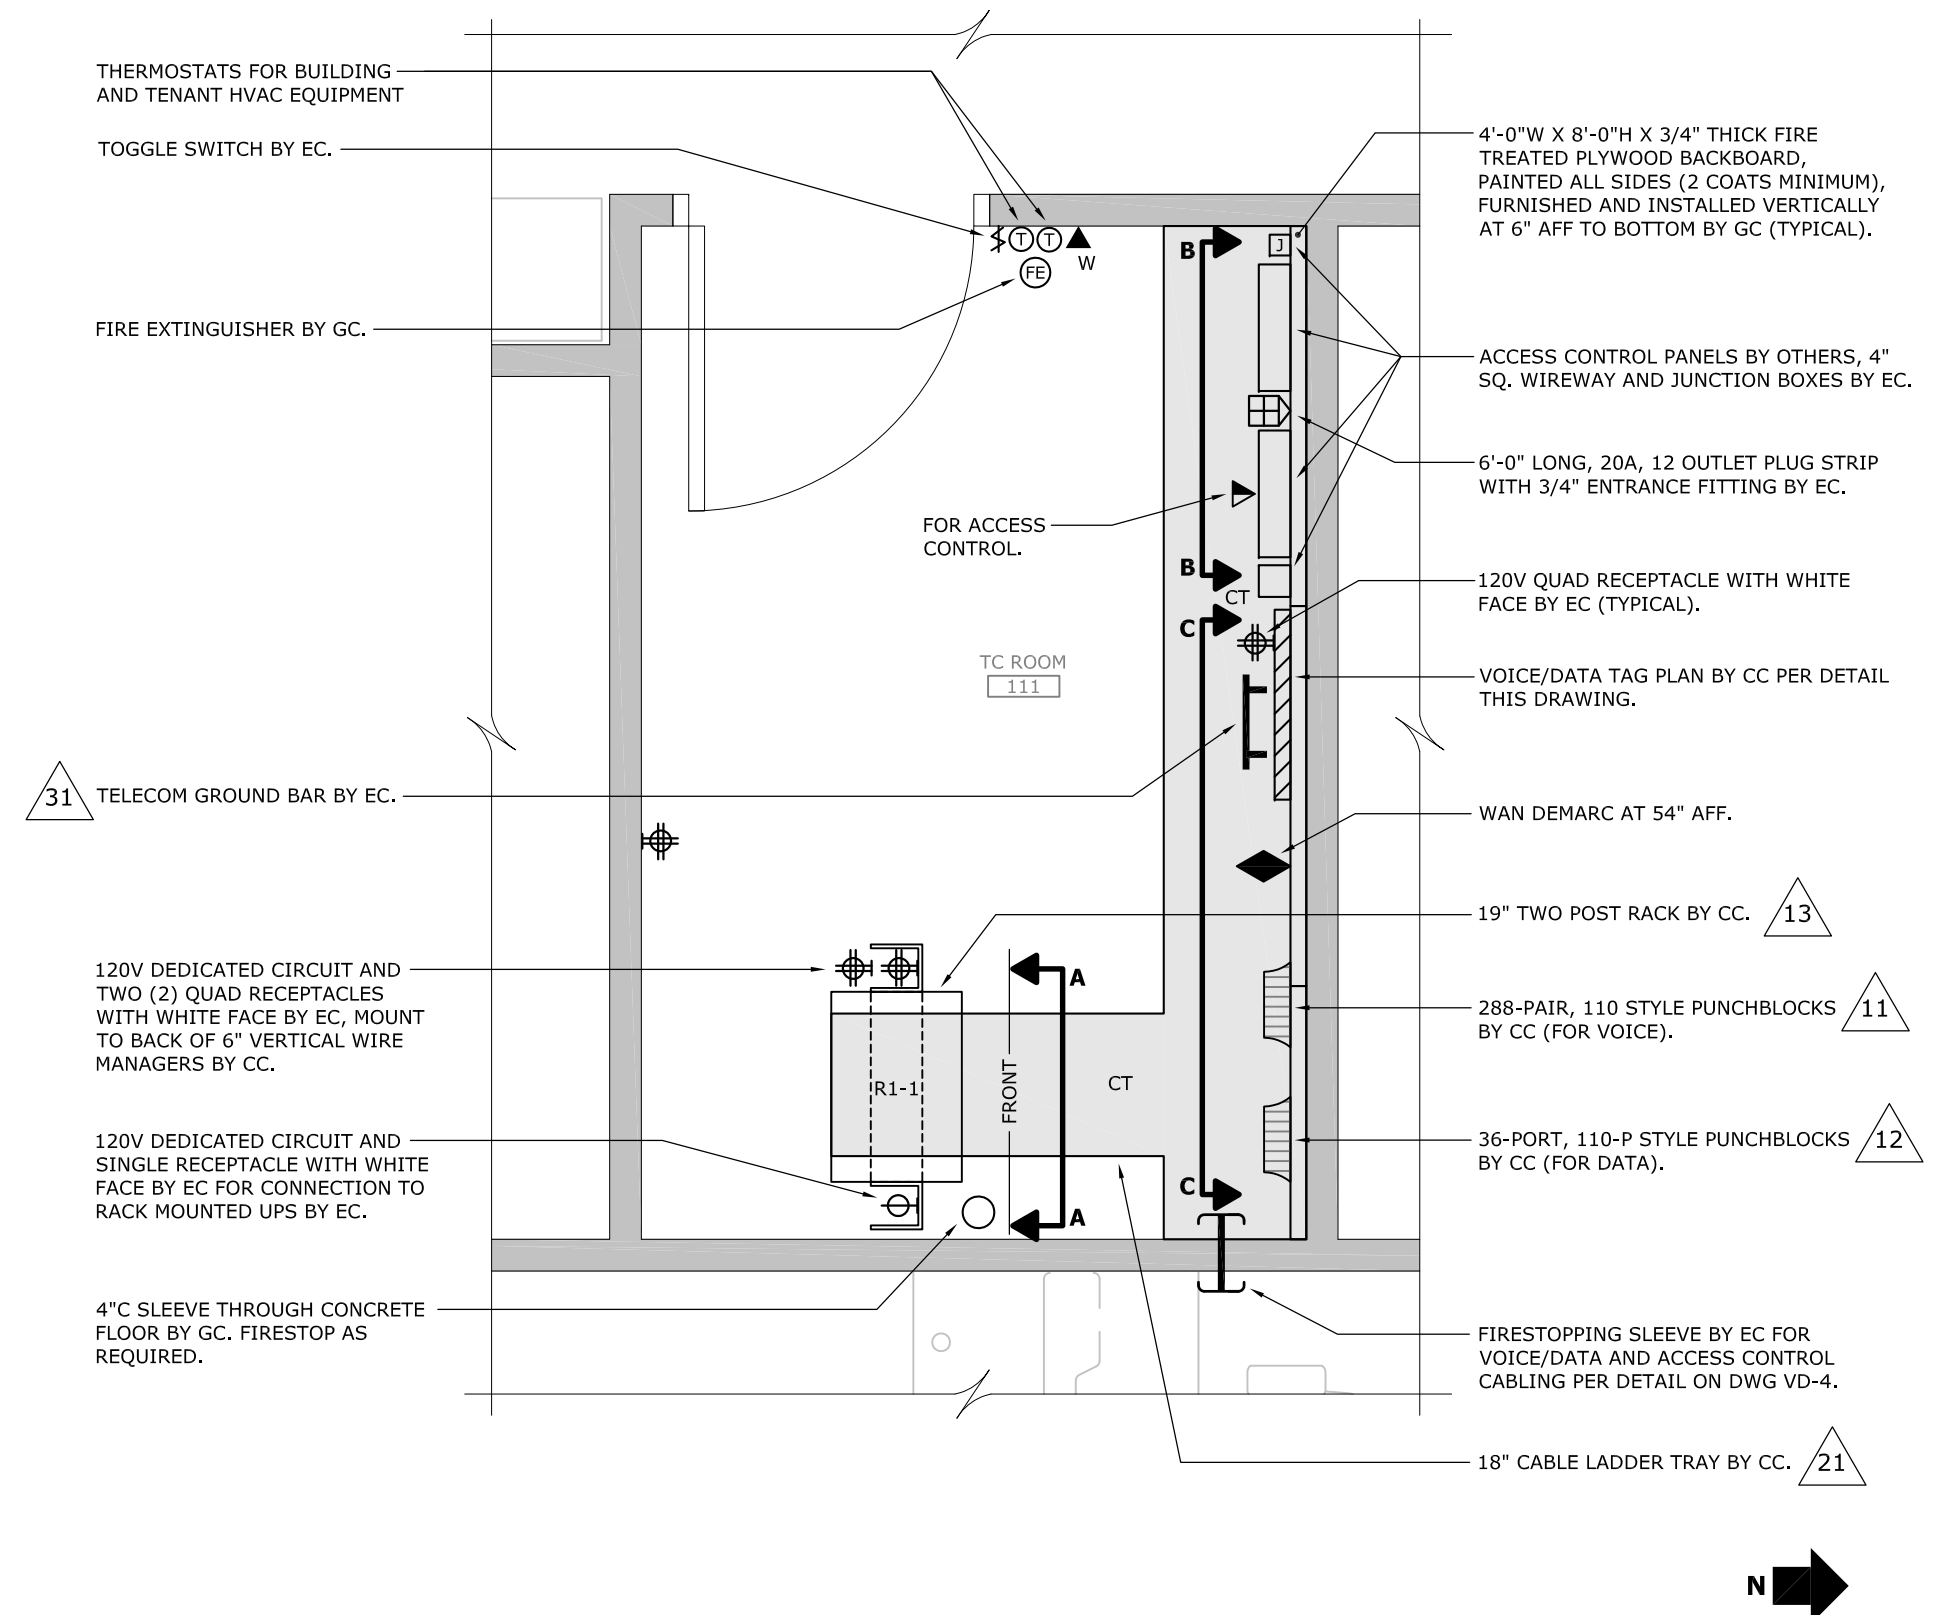 THERMOSTATS FOR BUILDING
AND TENANT HVAC EQUIPMENT
TOGGLE SWITCH BY EC.
FIRE EXTINGUISHER BY GC.
T
T
W
FE
B
J
4'-0"W X 8'-0"H X 3/4" THICK FIRE
TREATED PLYWOOD BACKBOARD,
PAINTED ALL SIDES (2 COATS MINIMUM),
FURNISHED AND INSTALLED VERTICALLY
AT 6" AFF TO BOTTOM BY GC (TYPICAL).
ACCESS CONTROL PANELS BY OTHERS, 4"
SQ. WIREWAY AND JUNCTION BOXES BY EC.
6'-0" LONG, 20A, 12 OUTLET PLUG STRIP
WITH 3/4" ENTRANCE FITTING BY EC.
FOR ACCESS
CONTROL.
B
CT
C
120V QUAD RECEPTACLE WITH WHITE
FACE BY EC (TYPICAL).
TC ROOM
111
VOICE/DATA TAG PLAN BY CC PER DETAIL
THIS DRAWING.
31
TELECOM GROUND BAR BY EC.
WAN DEMARC AT 54" AFF.
19" TWO POST RACK BY CC.
13
120V DEDICATED CIRCUIT AND
TWO (2) QUAD RECEPTACLES
WITH WHITE FACE BY EC, MOUNT
TO BACK OF 6" VERTICAL WIRE
MANAGERS BY CC.
A
288-PAIR, 110 STYLE PUNCHBLOCKS
BY CC (FOR VOICE).
11
R1-1
FRONT
CT
120V DEDICATED CIRCUIT AND
SINGLE RECEPTACLE WITH WHITE
FACE BY EC FOR CONNECTION TO
RACK MOUNTED UPS BY EC.
36-PORT, 110-P STYLE PUNCHBLOCKS
BY CC (FOR DATA).
12
C
A
4"C SLEEVE THROUGH CONCRETE
FLOOR BY GC. FIRESTOP AS
REQUIRED.
FIRESTOPPING SLEEVE BY EC FOR
VOICE/DATA AND ACCESS CONTROL
CABLING PER DETAIL ON DWG VD-4.
18" CABLE LADDER TRAY BY CC.
21
N